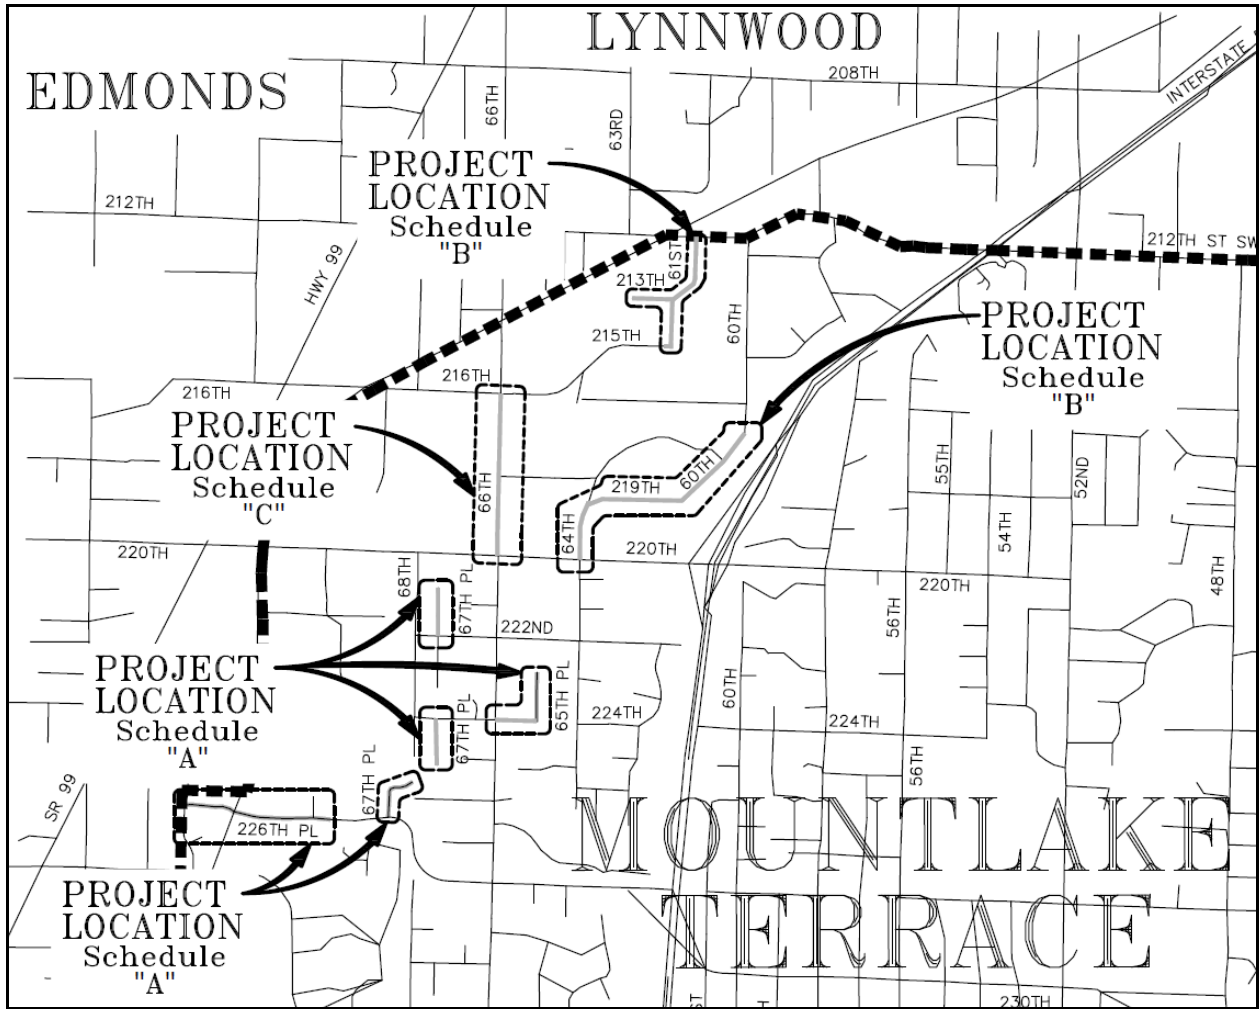 LYNNWOOD
EDMONDS
208TH
INTERSTATE
66TH
63RD
PROJECT
LOCATION
Schedule
"B"
212TH
HWY 99
61ST
213TH
215TH
60TH
212TH ST SW
PROJECT
LOCATION
Schedule
"B"
216TH
216TH
PROJECT
LOCATION
Schedule
"C"
66TH
219TH
60TH
64TH
55TH
52ND
54TH
220TH
220TH
220TH
68TH
67TH PL
222ND
56TH
48TH
PROJECT
LOCATION
Schedule
"A"
67TH PL
65TH PL
224TH
60TH
224TH
56TH
SR 99
67TH PL
226TH PL
MOUNTLAKE
TERRACE
PROJECT
LOCATION
Schedule
"A"
230TH